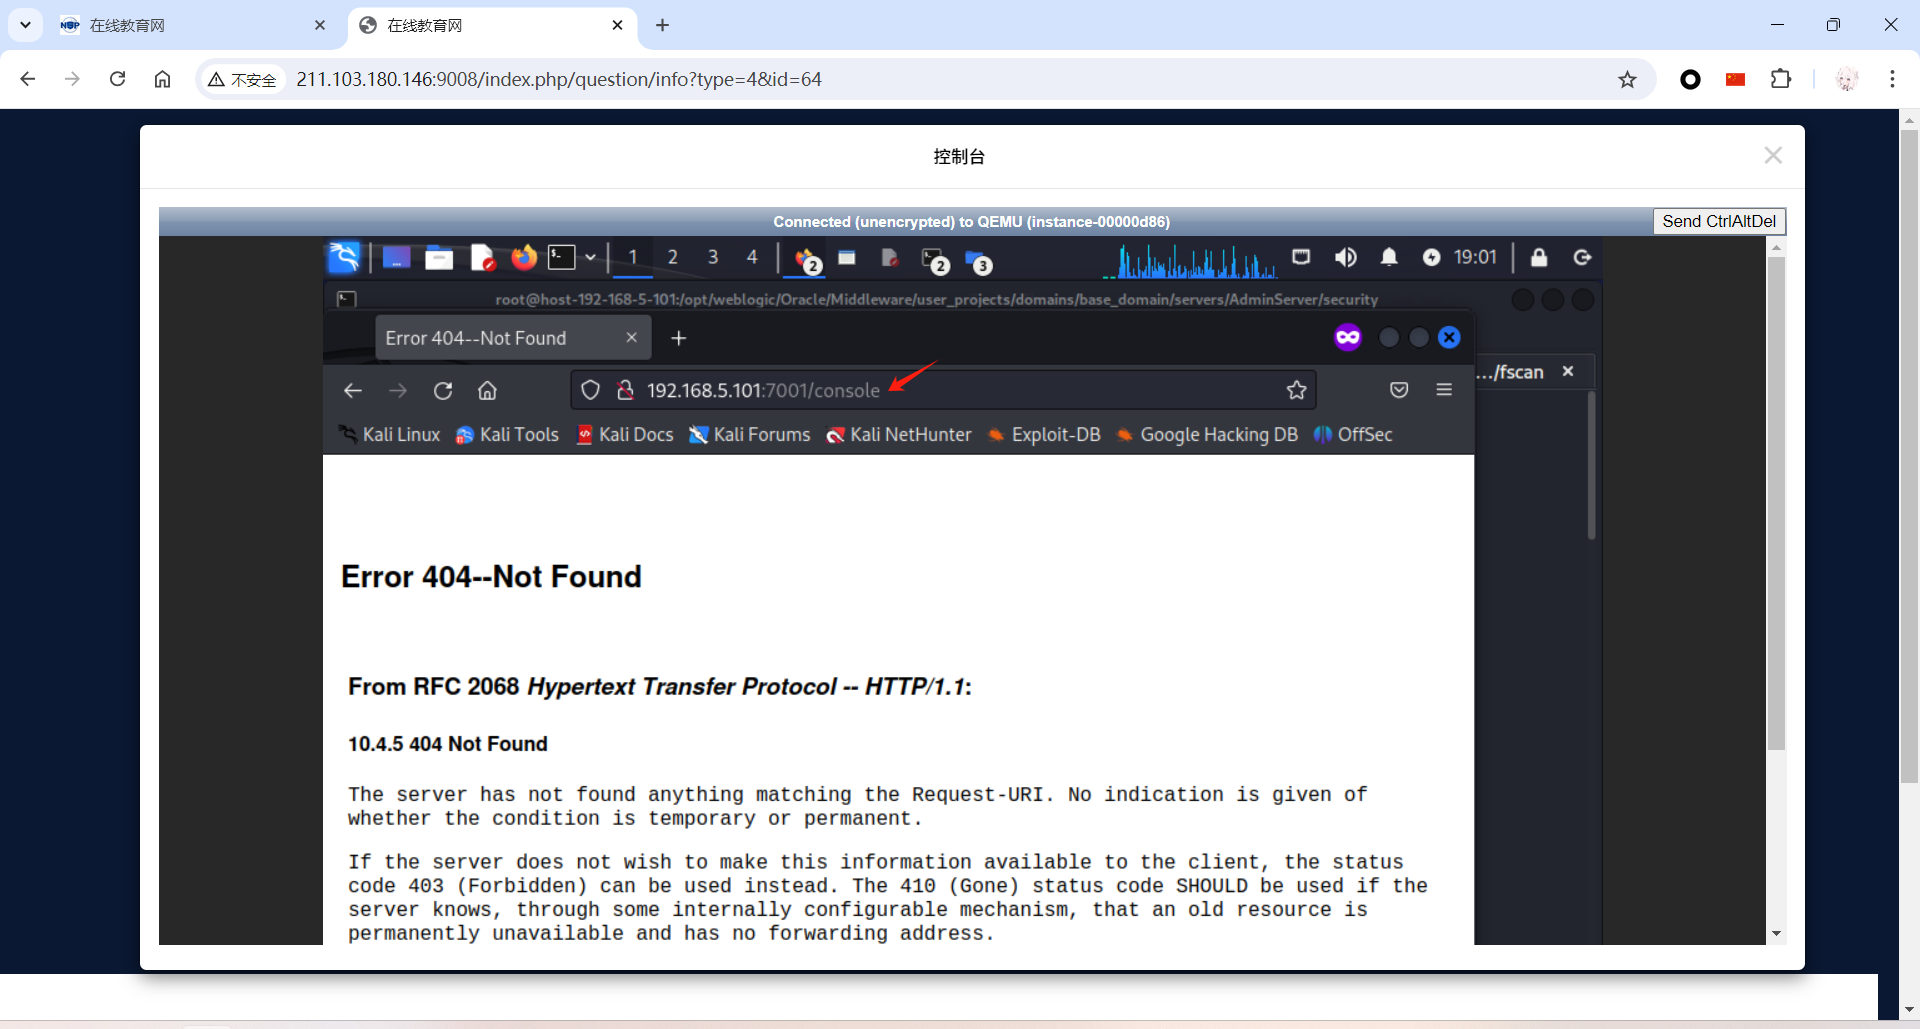 在线教育网
在线教育网
不安全
211.103.180.146:9008/index.php/question/info?type=4&id=64
控制台
Connected (unencrypted) to QEMU (instance-00000d86)
Send CtrlAltDel
1 2 3 4
2
2
3
19:01
root@host-192-168-5-101:/opt/weblogic/Oracle/Middleware/user_projects/domains/base_domain/servers/AdminServer/security
Error 404--Not Found
.../fscan
192.168.5.101:7001/console
Kali Linux Kali Tools Kali Docs Kali Forums Kali NetHunter Exploit-DB Google Hacking DB OffSec
Error 404--Not Found
From RFC 2068 Hypertext Transfer Protocol -- HTTP/1.1:
10.4.5 404 Not Found
The server has not found anything matching the Request-URI. No indication is given of
whether the condition is temporary or permanent.
If the server does not wish to make this information available to the client, the status
code 403 (Forbidden) can be used instead. The 410 (Gone) status code SHOULD be used if the
server knows, through some internally configurable mechanism, that an old resource is
permanently unavailable and has no forwarding address.